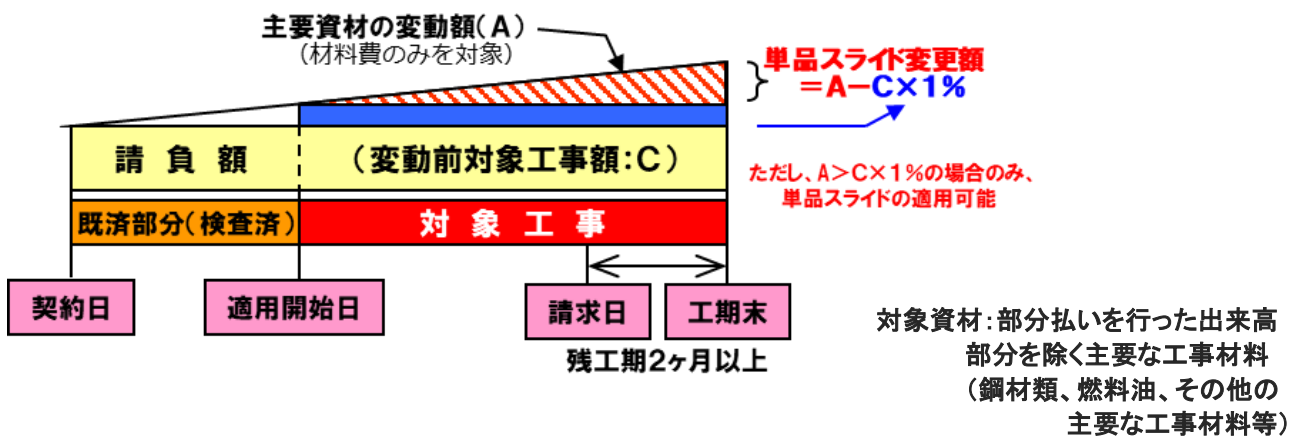 主要資材の変動額(A)
(材料費のみを対象)
単品スライド変更額
=A-C×1%
請負額
(変動前対象工事額:C)
ただし、A>C×1%の場合のみ、
単品スライドの適用可能
既済部分(検査済)
対象工事
契約日
適用開始日
請求日
工期末
残工期2ヶ月以上
対象資材:部分払いを行った出来高
部分を除く主要な工事材料
(鋼材類、燃料油、その他の
主要な工事材料等)